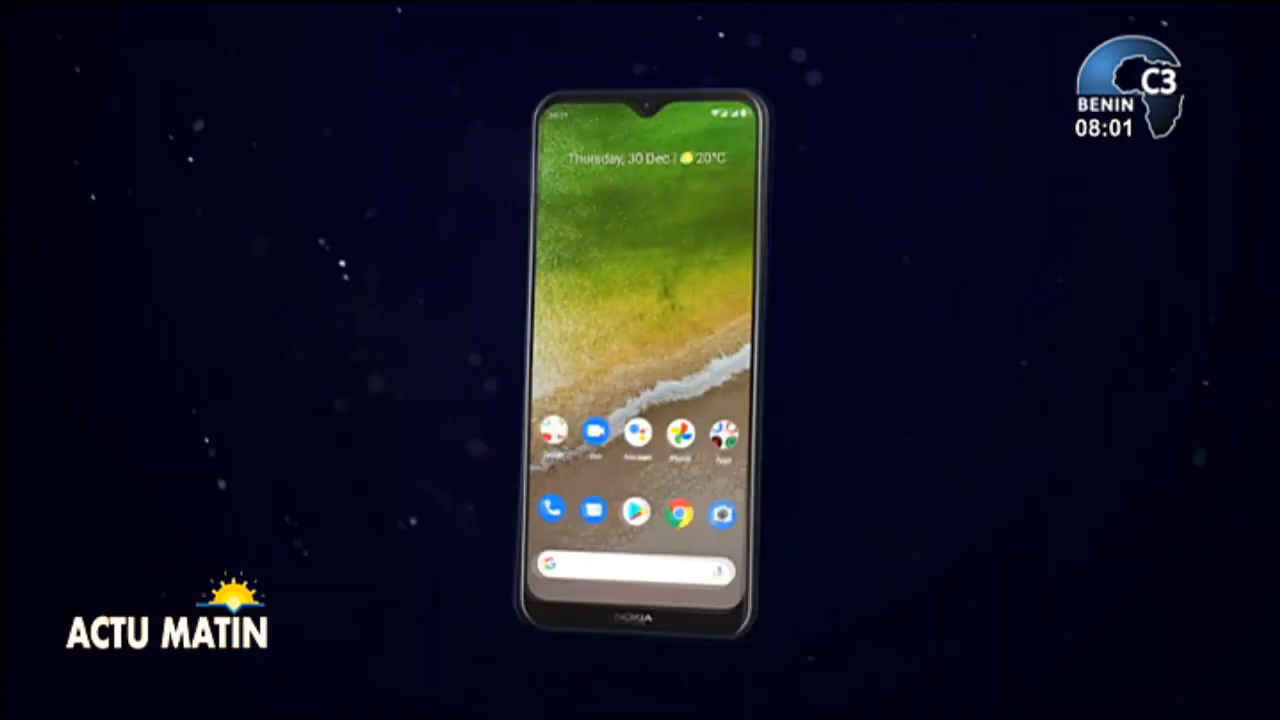 C3
BENIN
08:01
Thursday, 30 Dec | 20°C
NOKIA
ACTU MATIN